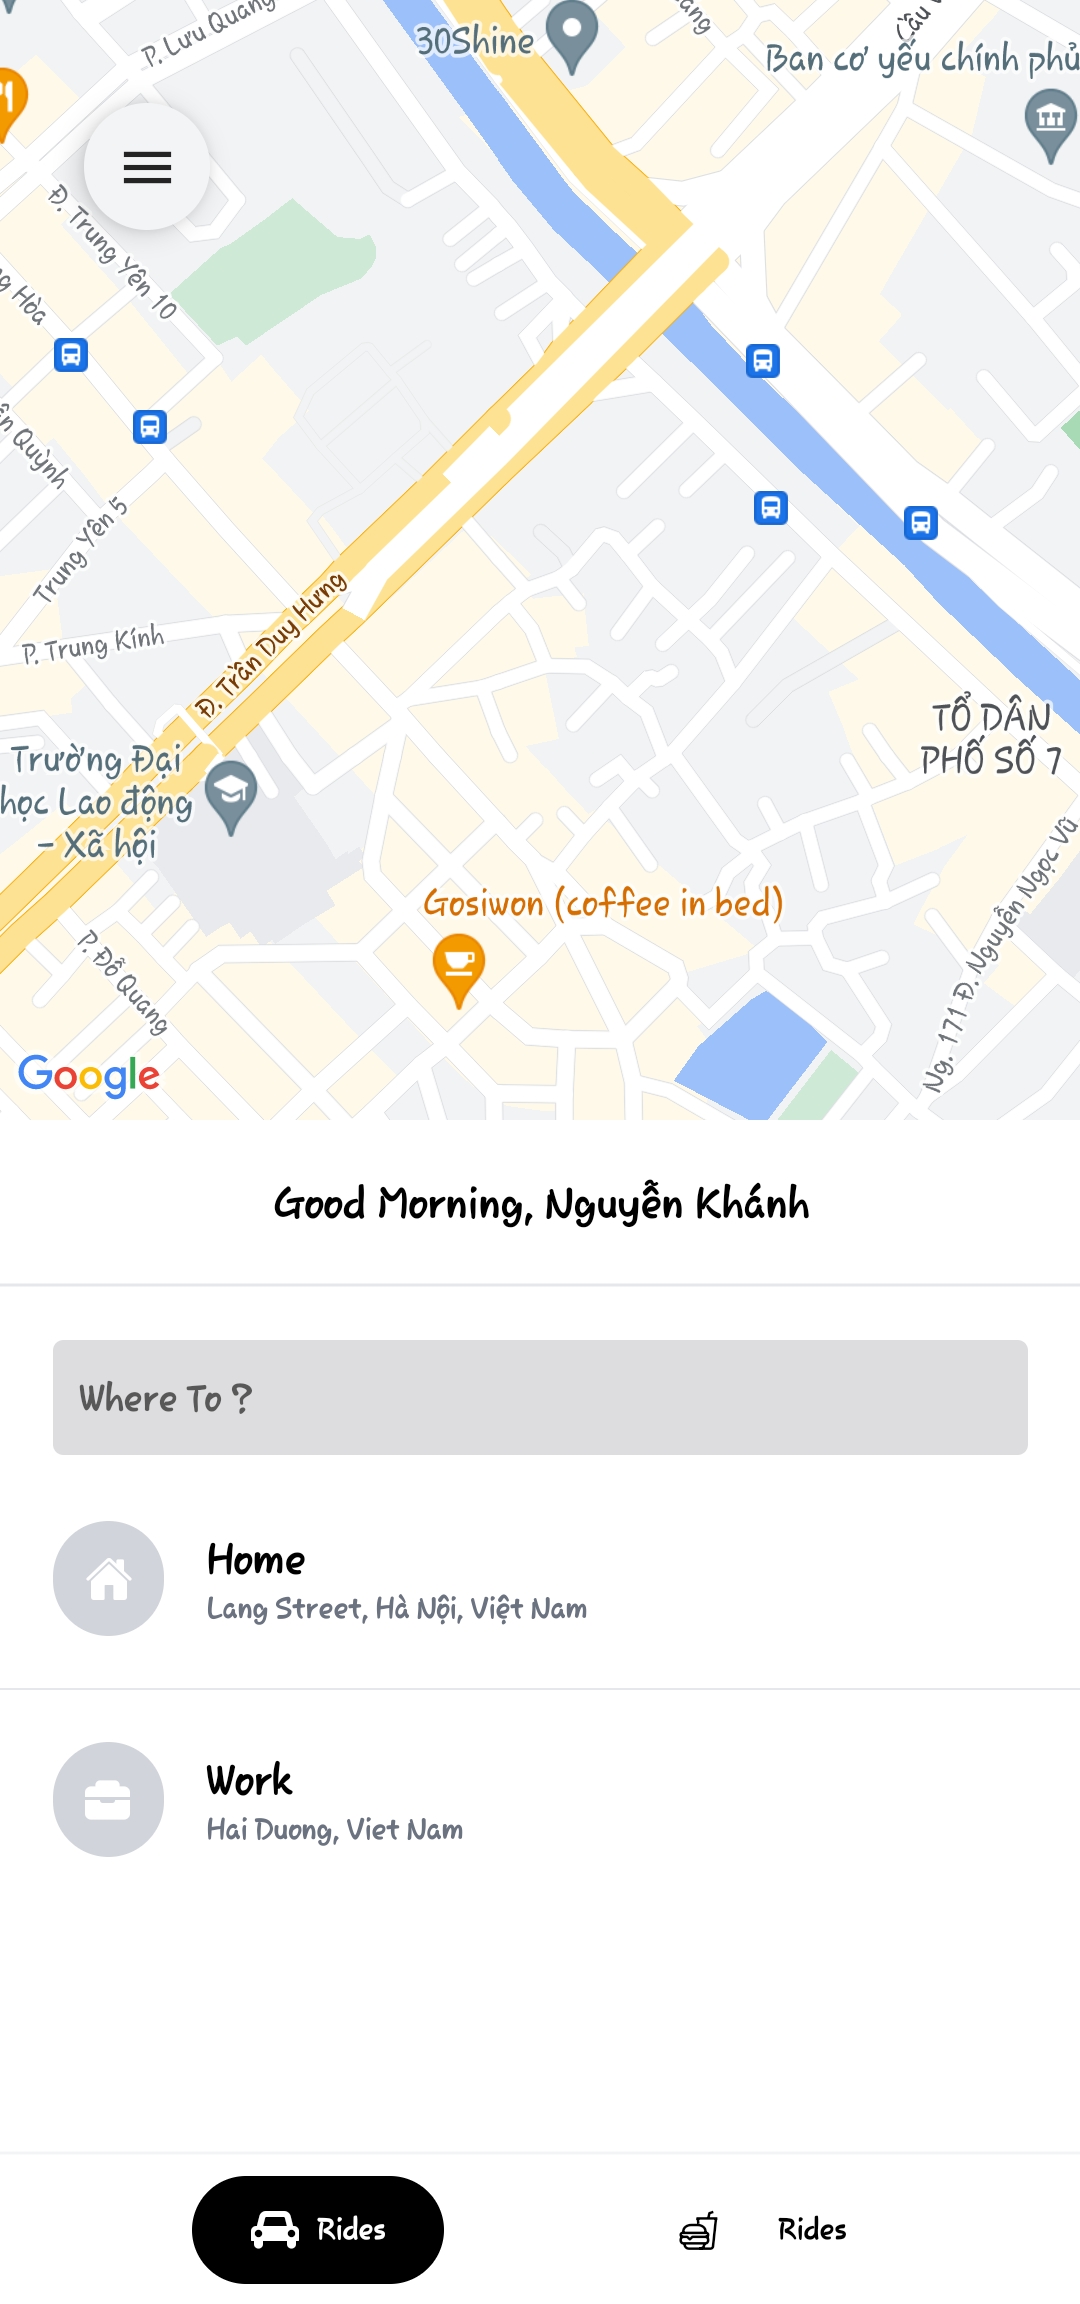 P. Lưu Quang
30Shine
Ban cơ yếu chính phủ
Cầu
Đ. Trung Yên 10
g Hòa
ân Quỳnh
Trung Yên 5
P. Trung Kính
Đ. Trần Duy Hưng
TỔ DÂN
PHỐ SỐ 7
Trường Đại
học Lao động
- Xã hội
Gosiwon (coffee in bed)
Ng. 171 Đ. Nguyễn Ngọc Vũ
P. Đỗ Quang
Google
Good Morning, Nguyễn Khánh
Where To ?
Home
Lang Street, Hà Nội, Việt Nam
Work
Hai Duong, Viet Nam
Rides
Rides